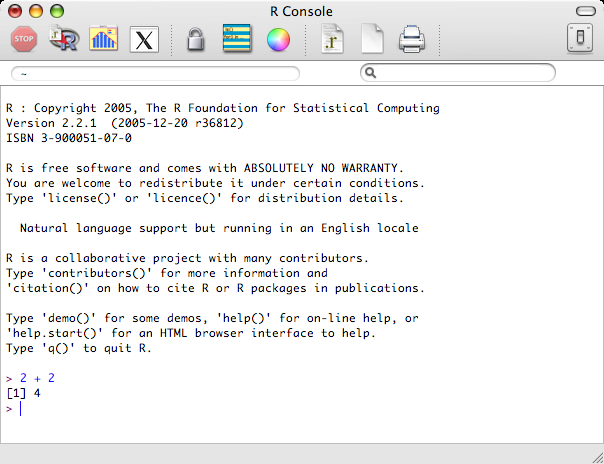 R Console
STOP
R
X
.r
~
R : Copyright 2005, The R Foundation for Statistical Computing
Version 2.2.1  (2005-12-20 r36812)
ISBN 3-900051-07-0
R is free software and comes with ABSOLUTELY NO WARRANTY.
You are welcome to redistribute it under certain conditions.
Type 'license()' or 'licence()' for distribution details.
Natural language support but running in an English locale
R is a collaborative project with many contributors.
Type 'contributors()' for more information and
'citation()' on how to cite R or R packages in publications.
Type 'demo()' for some demos, 'help()' for on-line help, or
'help.start()' for an HTML browser interface to help.
Type 'q()' to quit R.
> 2 + 2
[1] 4
>